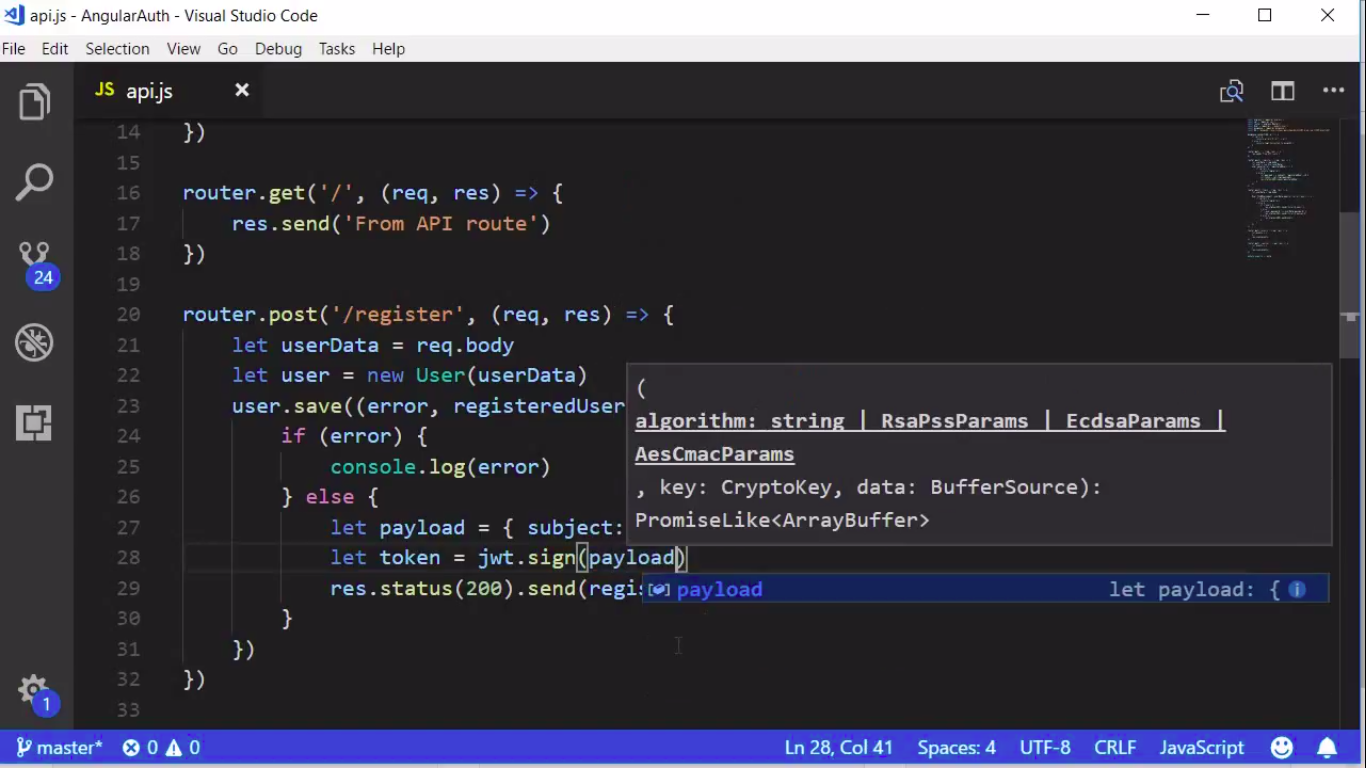 api.js - AngularAuth - Visual Studio Code
File Edit Selection View Go Debug Tasks Help
JS api.js
14 })
15
16 router.get('/', (req, res) => {
17 res.send('From API route')
18 })
19
20 router.post('/register', (req, res) => {
21 let userData = req.body
22 let user = new User(userData)
23 user.save((error, registeredUser
24 if (error) {
25 console.log(error)
26 } else {
27 let payload = { subject:
28 let token = jwt.sign(payload)
29 res.status(200).send(regis
30 }
31 })
32 })
33
(
algorithm: string | RsaPssParams | EcdsaParams |
AesCmacParams
, key: CryptoKey, data: BufferSource):
PromiseLike<ArrayBuffer>
payload let payload: {
24
1
master* 0 0 Ln 28, Col 41 Spaces: 4 UTF-8 CRLF JavaScript